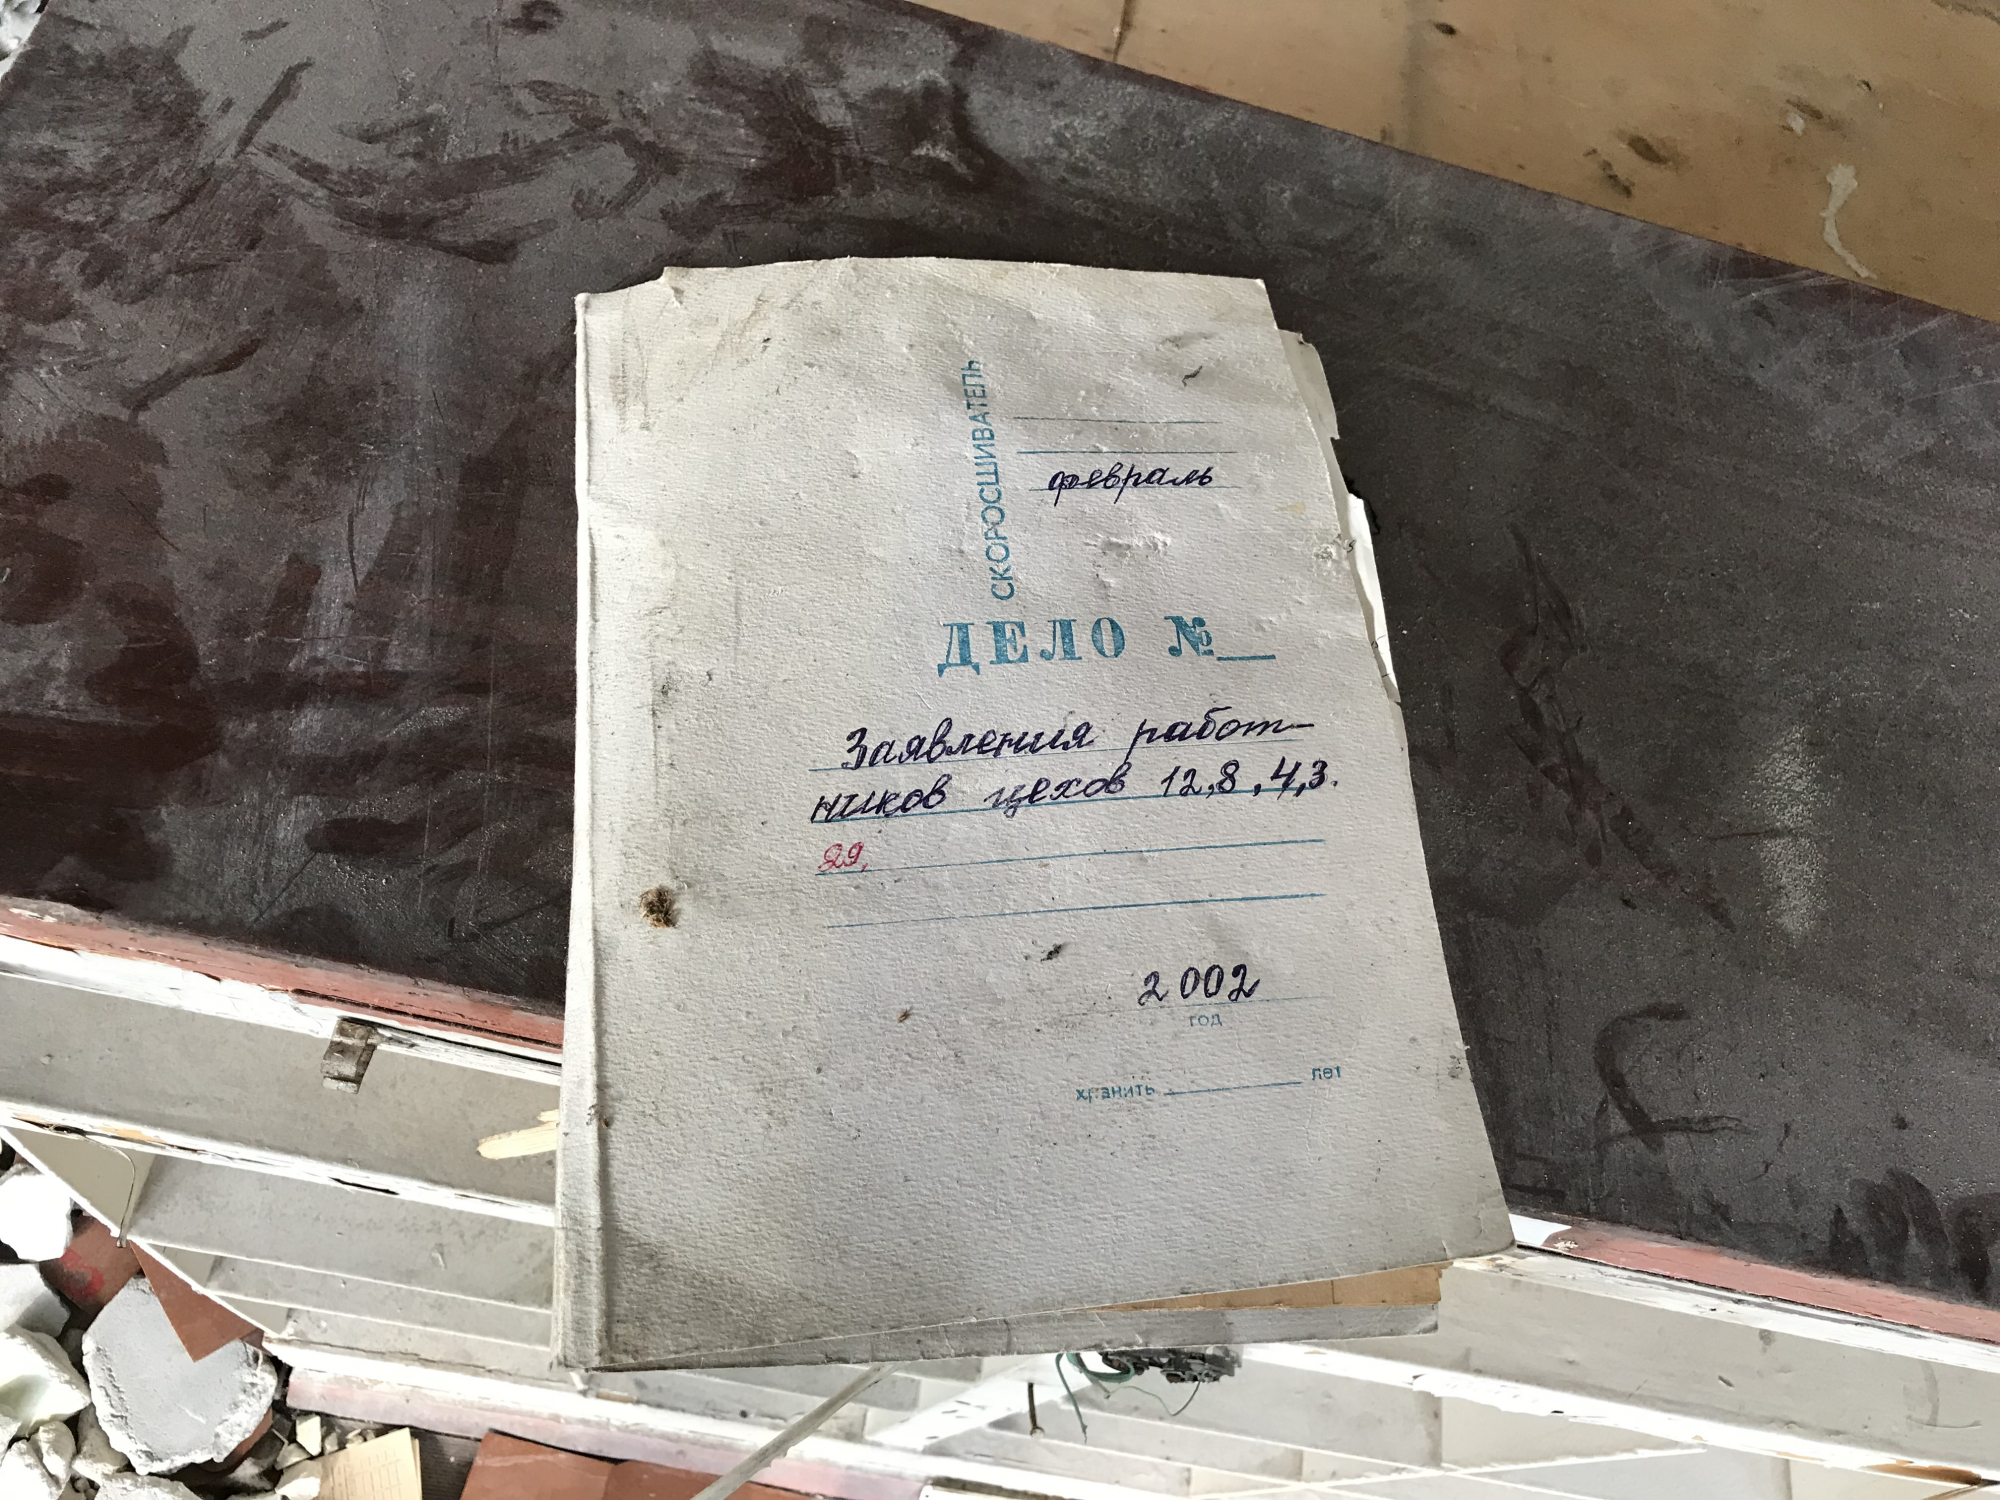 СКОРОСШИВАТЕЛЬ
февраль
ДЕЛО №
Заявления работ-
ников цехов 12,8,4,3.
29,
2002
год
хранить лет